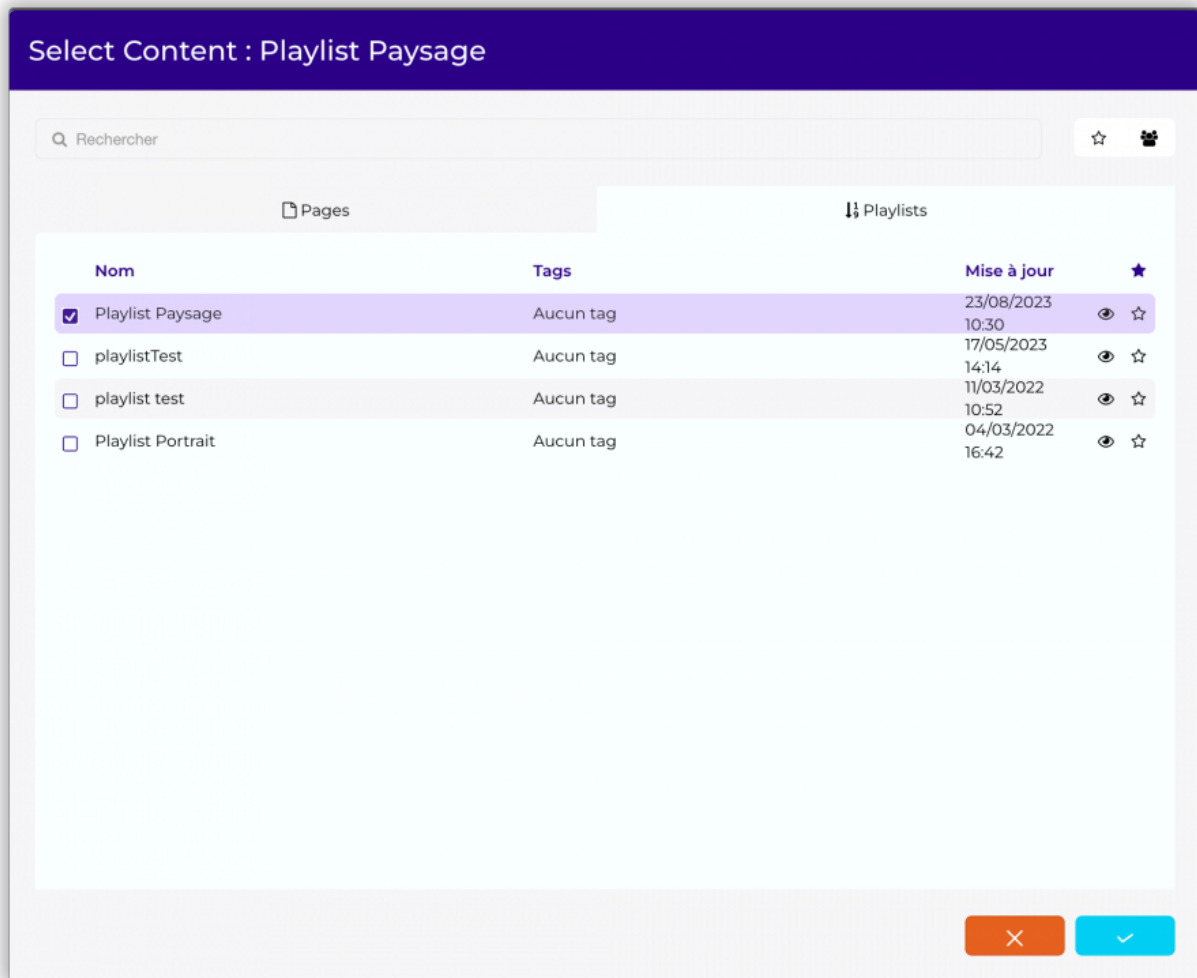 Select Content : Playlist Paysage
Rechercher
Pages
Playlists
Nom Tags Mise à jour
Playlist Paysage Aucun tag 23/08/2023
10:30
playlistTest Aucun tag 17/05/2023
14:14
playlist test Aucun tag 11/03/2022
10:52
Playlist Portrait Aucun tag 04/03/2022
16:42